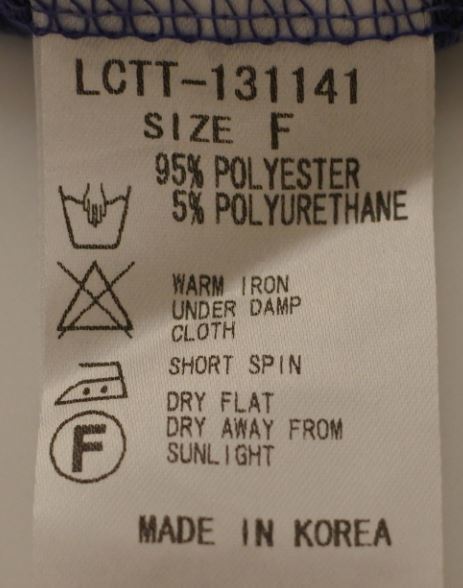 LCTT-131141
SIZE F
95% POLYESTER
5% POLYURETHANE
WARM IRON
UNDER DAMP
CLOTH
SHORT SPIN
DRY FLAT
DRY AWAY FROM
SUNLIGHT
F
MADE IN KOREA